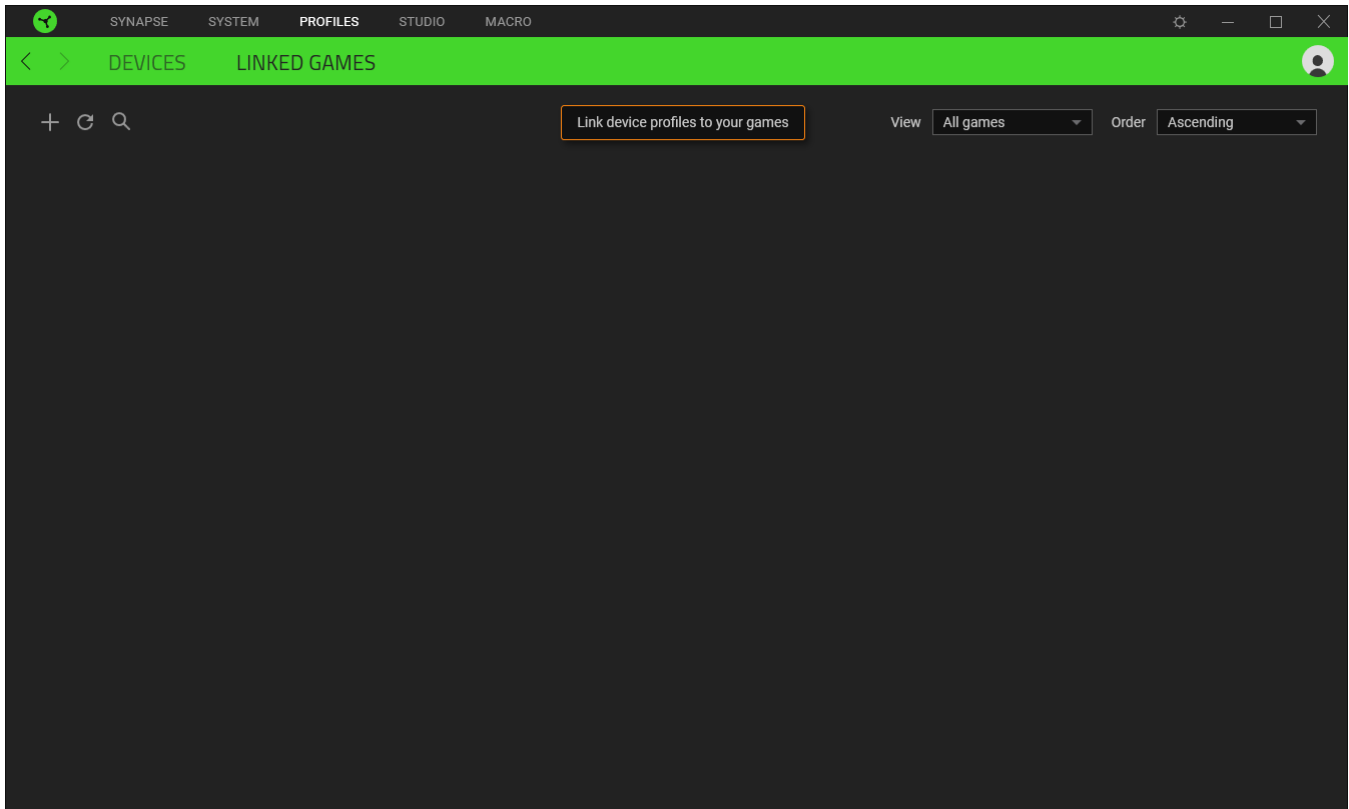 SYNAPSE SYSTEM PROFILES STUDIO MACRO
DEVICES LINKED GAMES
Link device profiles to your games View All games Order Ascending